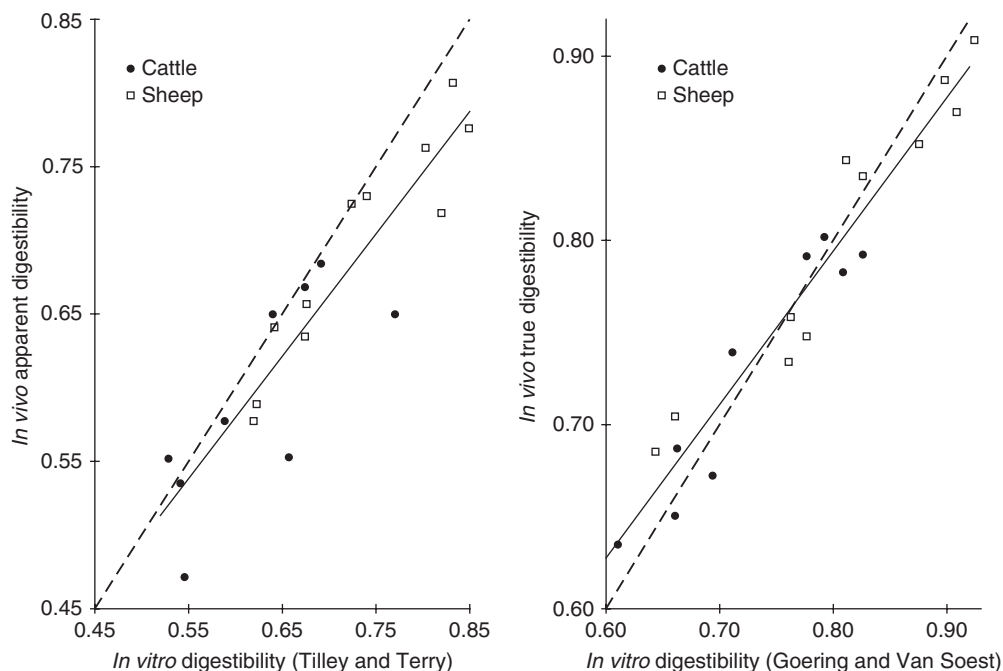 0.85
Cattle
Sheep
0.75
0.65
0.55
0.45
In vivo apparent digestibility
0.45 0.55 0.65 0.75 0.85
In vitro digestibility (Tilley and Terry)
0.90
Cattle
Sheep
0.80
0.70
0.60
In vivo true digestibility
0.60 0.70 0.80 0.90
In vitro digestibility (Goering and Van Soest)